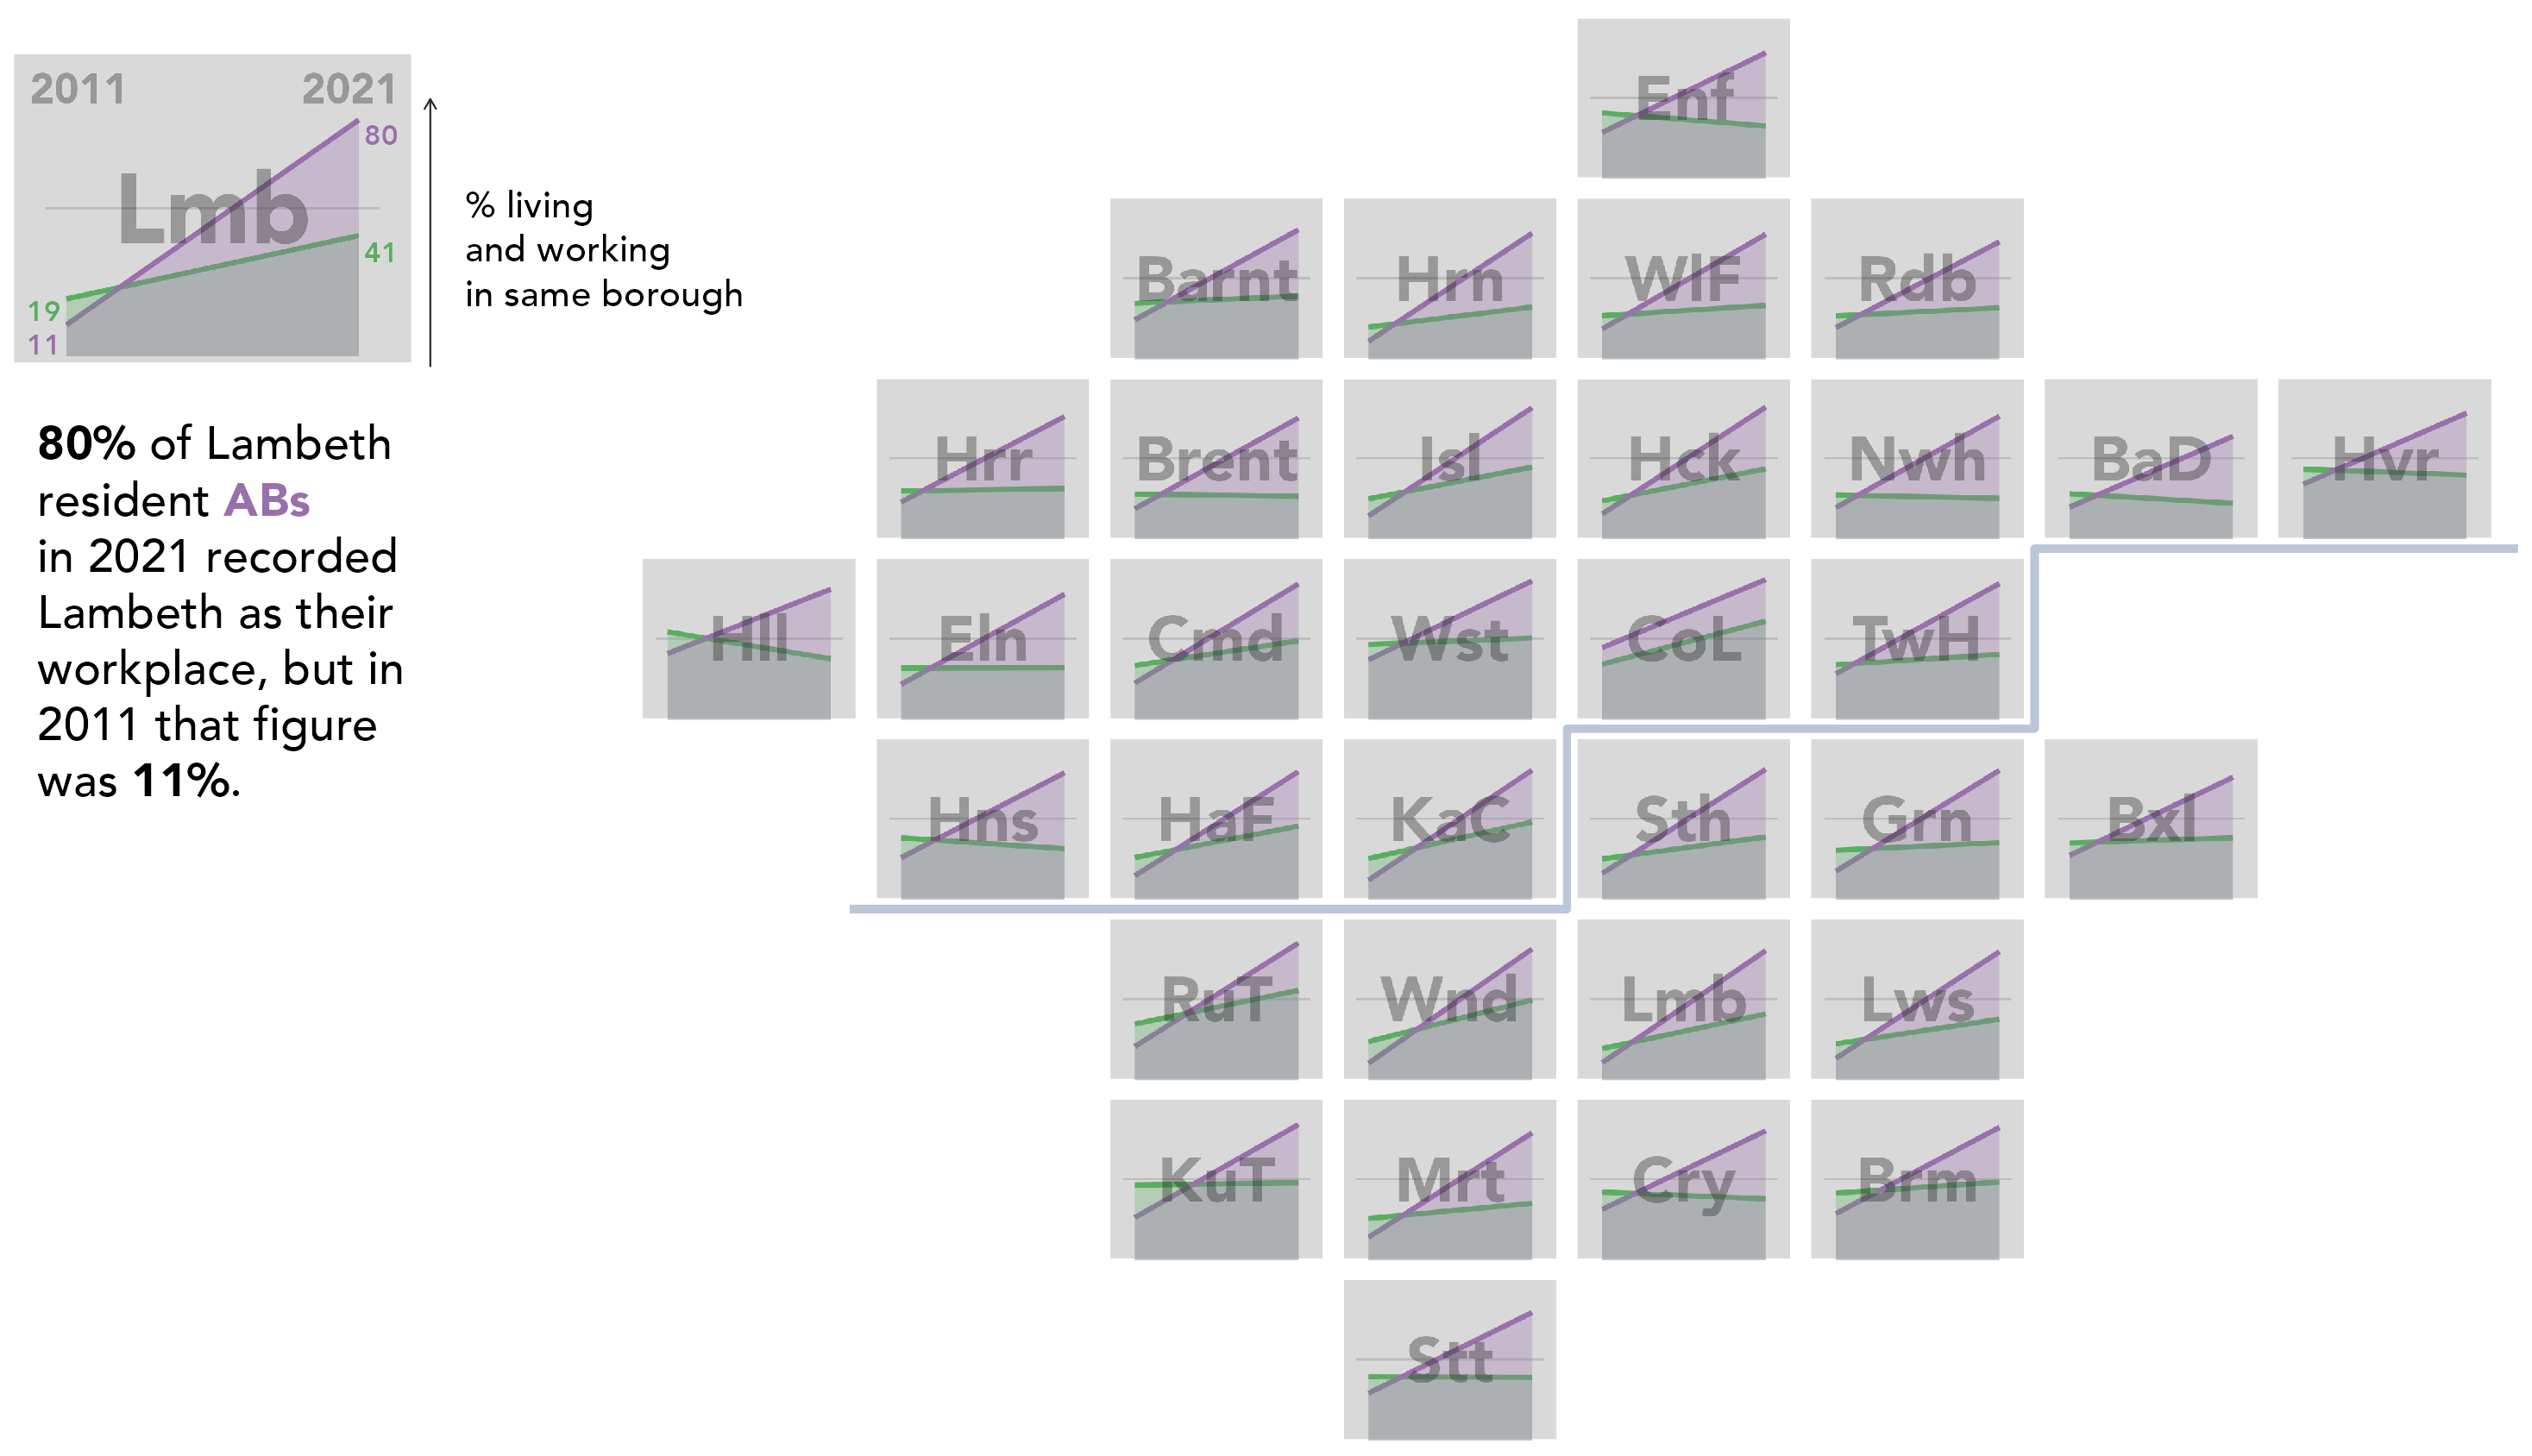 2011 2021
80
Lmb
41
19
11
% living
and working
in same borough
80% of Lambeth
resident ABs
in 2021 recorded
Lambeth as their
workplace, but in
2011 that figure
was 11%.
Enf
Barnt Hrn WlF Rdb
Hrr Brent Isl Hck Nwh BaD Hvr
Hll Eln Cmd Wst CoL TwH
Hns HaF KaC Sth Grn Bxl
RuT Wnd Lmb Lws
KuT Mrt Cry Brm
Stt